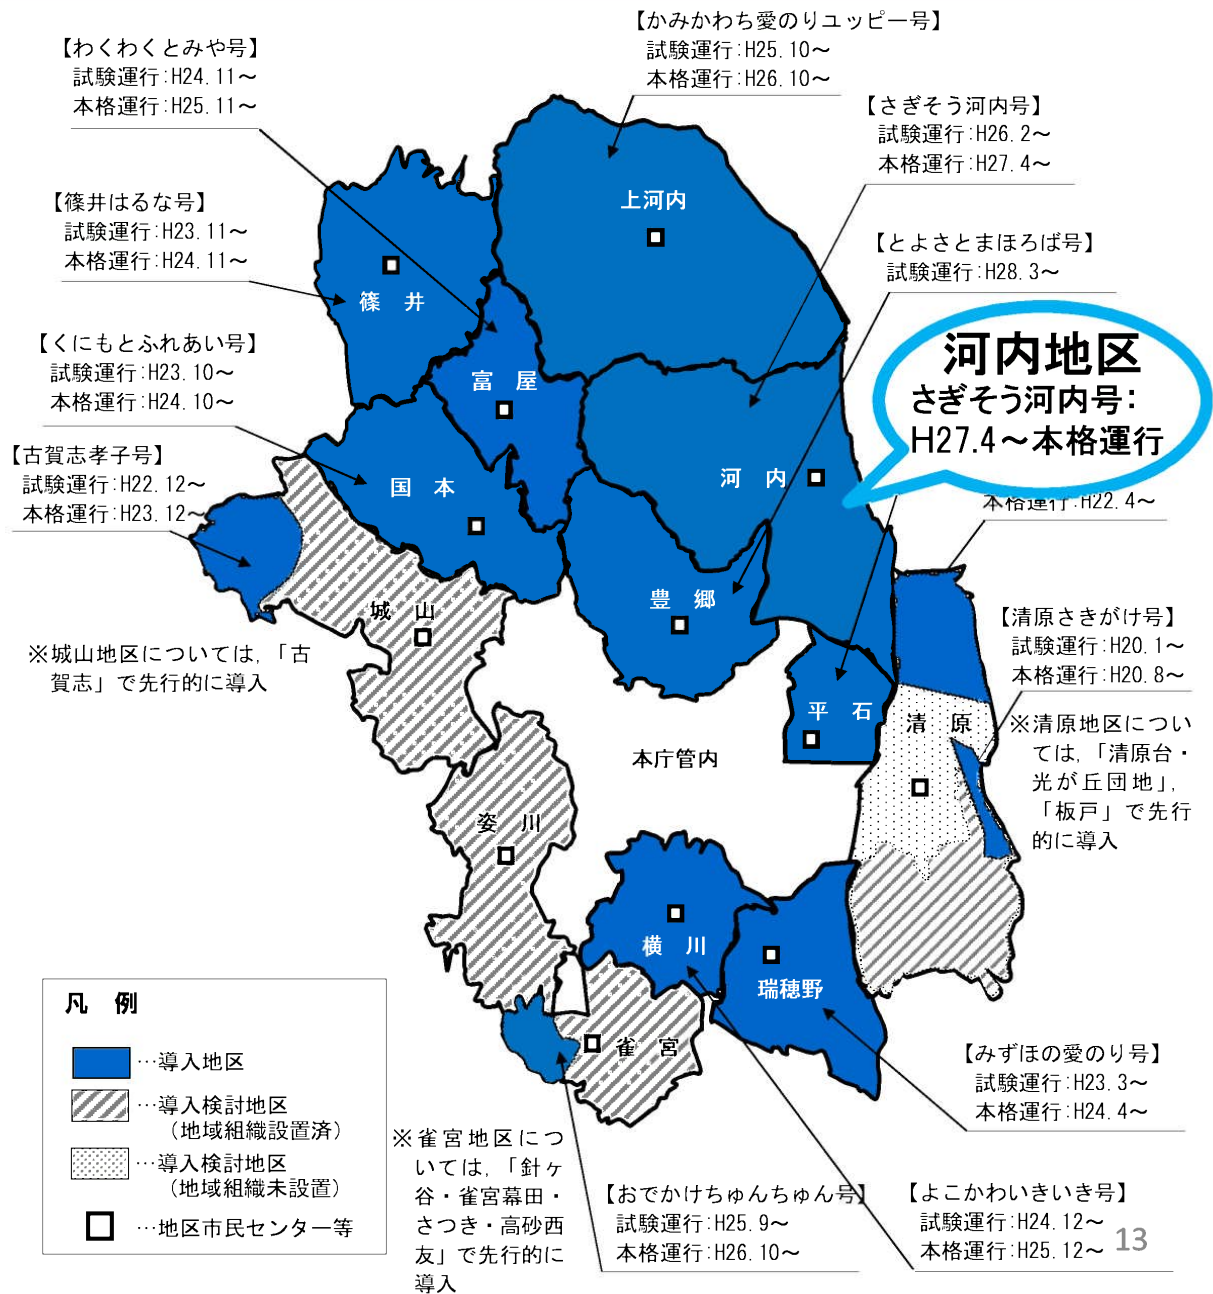 【かみかわち愛のりユッピー号】
試験運行:H25.10～
本格運行:H26.10～
【わくわくとみや号】
試験運行:H24.11～
本格運行:H25.11～
【さぎそう河内号】
試験運行:H26.2～
本格運行:H27.4～
【篠井はるな号】
試験運行:H23.11～
本格運行:H24.11～
【とよさとまほろば号】
試験運行:H28.3～
【くにもとふれあい号】
試験運行:H23.10～
本格運行:H24.10～
河内地区
さぎそう河内号:
H27.4～本格運行
【古賀志孝子号】
試験運行:H22.12～
本格運行:H23.12～
本格運行:H22.4～
上河内
篠 井
富 屋
国 本
河 内
豊 郷
城 山
平 石
清 原
本庁管内
姿 川
横 川
瑞穂野
雀 宮
※城山地区については,「古
賀志」で先行的に導入
【清原さきがけ号】
試験運行:H20.1～
本格運行:H20.8～
※清原地区につい
ては,「清原台・
光が丘団地」,
「板戸」で先行
的に導入
【みずほの愛のり号】
試験運行:H23.3～
本格運行:H24.4～
凡 例
…導入地区
…導入検討地区
(地域組織設置済)
…導入検討地区
(地域組織未設置)
…地区市民センター等
※雀宮地区につ
いては,「針ヶ
谷・雀宮幕田・
さつき・高砂西
友」で先行的に
導入
【おでかけちゅんちゅん号】
試験運行:H25.9～
本格運行:H26.10～
【よこかわいきいき号】
試験運行:H24.12～
本格運行:H25.12～
13